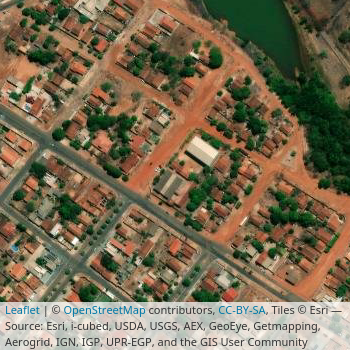 Leaflet | © OpenStreetMap contributors, CC-BY-SA, Tiles © Esri —
Source: Esri, i-cubed, USDA, USGS, AEX, GeoEye, Getmapping,
Aerogrid, IGN, IGP, UPR-EGP, and the GIS User Community